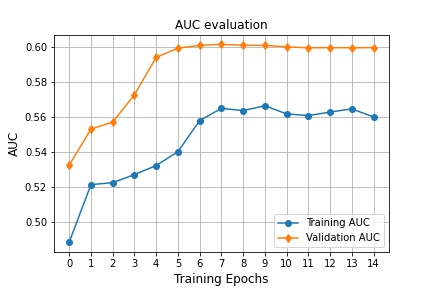 AUC evaluation
AUC
0.60
0.58
0.56
0.54
0.52
0.50
Training AUC
Validation AUC
0 1 2 3 4 5 6 7 8 9 10 11 12 13 14
Training Epochs